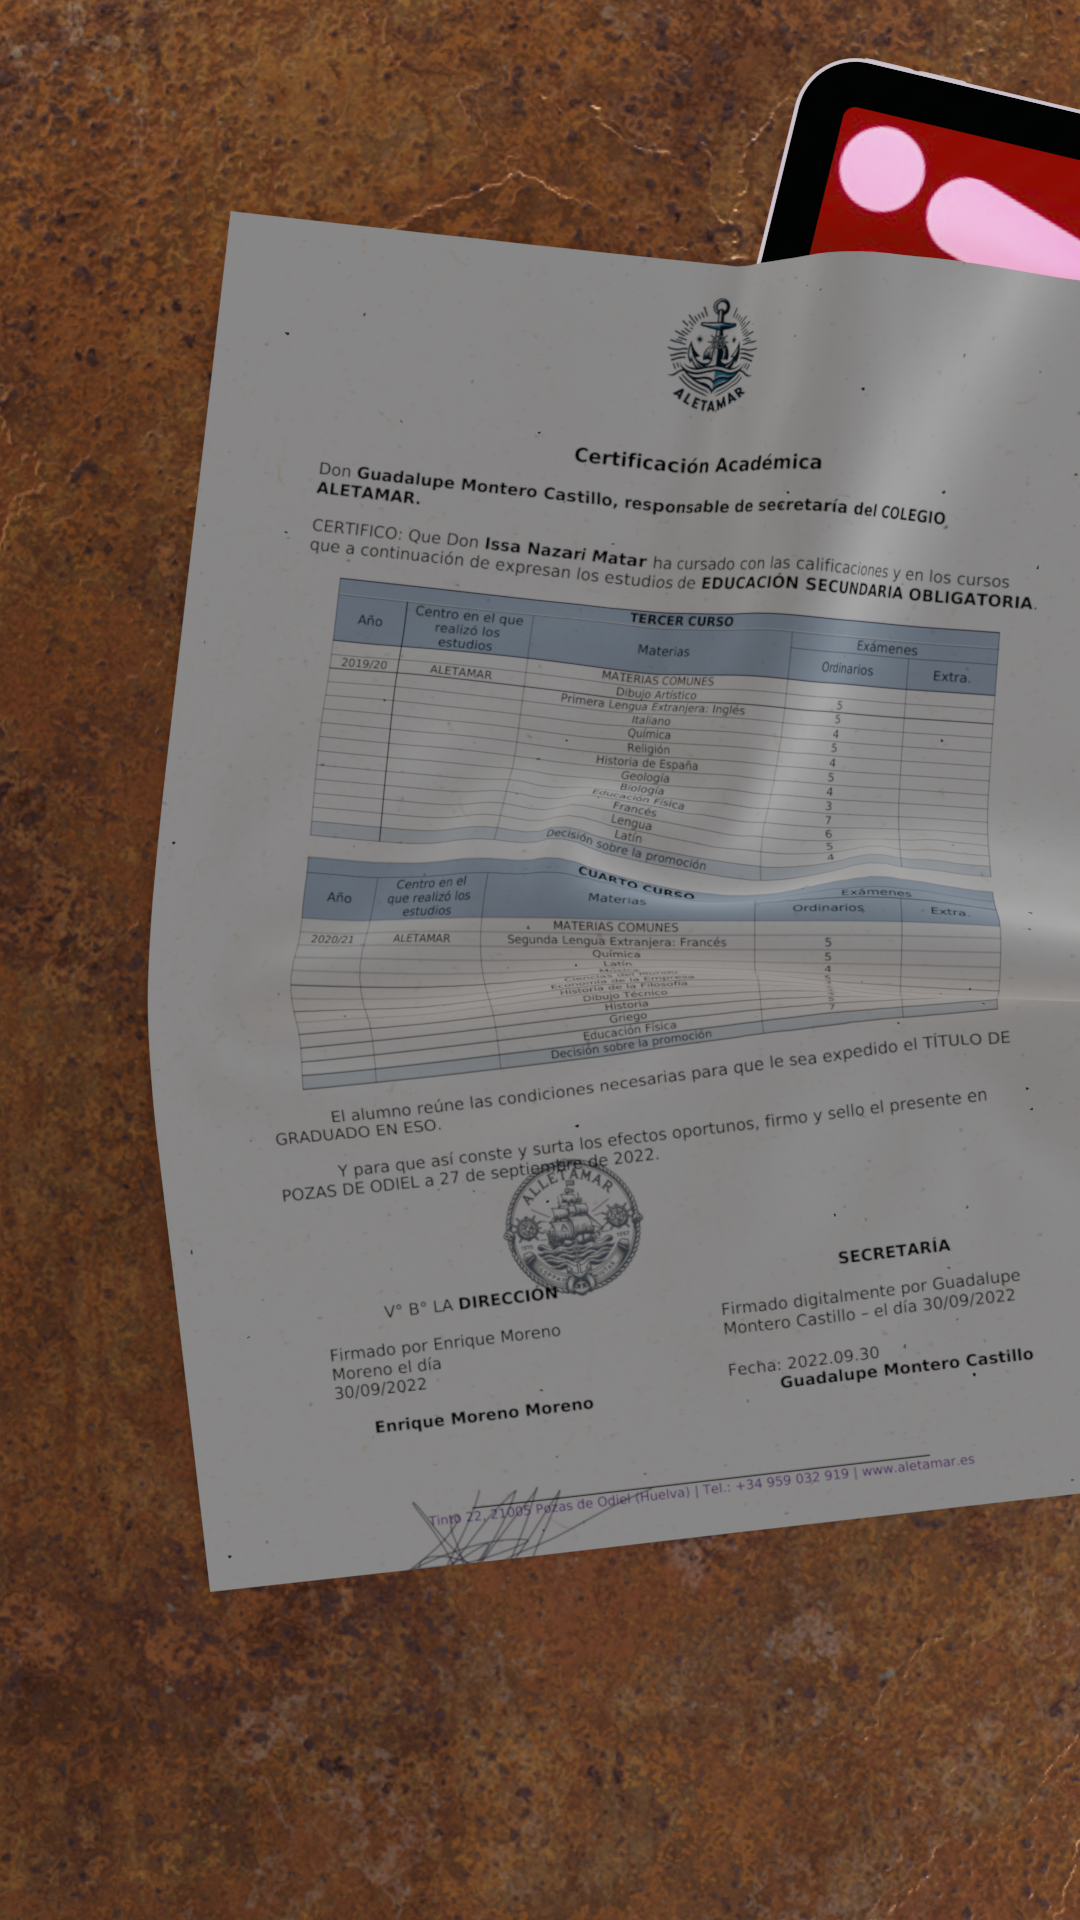 ALETAMAR
Certificación Académica
Don Guadalupe Montero Castillo, responsable de secretaría del COLEGIO
ALETAMAR.
CERTIFICO: Que Don Issa Nazari Matar ha cursado con las calificaciones y en los cursos
que a continuación de expresan los estudios de EDUCACIÓN SECUNDARIA OBLIGATORIA.
TERCER CURSO
Año Centro en el que realizó los estudios Materias Exámenes
Ordinarios Extra.
MATERIAS COMUNES
2019/20 ALETAMAR Dibujo Artístico 5
Primera Lengua Extranjera: Inglés 5
Italiano 4
Química 5
Religión 4
Historia de España 5
Geología 4
Biología 3
Educación Física 7
Francés 6
Lengua 5
Latín 4
Decisión sobre la promoción
CUARTO CURSO
Año Centro en el que realizó los estudios Materias Exámenes
Ordinarios Extra.
MATERIAS COMUNES
2020/21 ALETAMAR Segunda Lengua Extranjera: Francés 5
Química 5
Latín 4
Música
Ciencias del Mundo
Economía de la Empresa
Historia de la Filosofía
Dibujo Técnico 5
Historia 7
Griego
Educación Física
Decisión sobre la promoción
El alumno reúne las condiciones necesarias para que le sea expedido el TÍTULO DE
GRADUADO EN ESO.
Y para que así conste y surta los efectos oportunos, firmo y sello el presente en
POZAS DE ODIEL a 27 de septiembre de 2022.
ALLETAMAR
V° B° LA DIRECCIÓN
Firmado por Enrique Moreno
Moreno el día
30/09/2022
Enrique Moreno Moreno
SECRETARÍA
Firmado digitalmente por Guadalupe
Montero Castillo – el día 30/09/2022
Fecha: 2022.09.30
Guadalupe Montero Castillo
Tinto 22, 21005 Pozas de Odiel (Huelva) | Tel.: +34 959 032 919 | www.aletamar.es